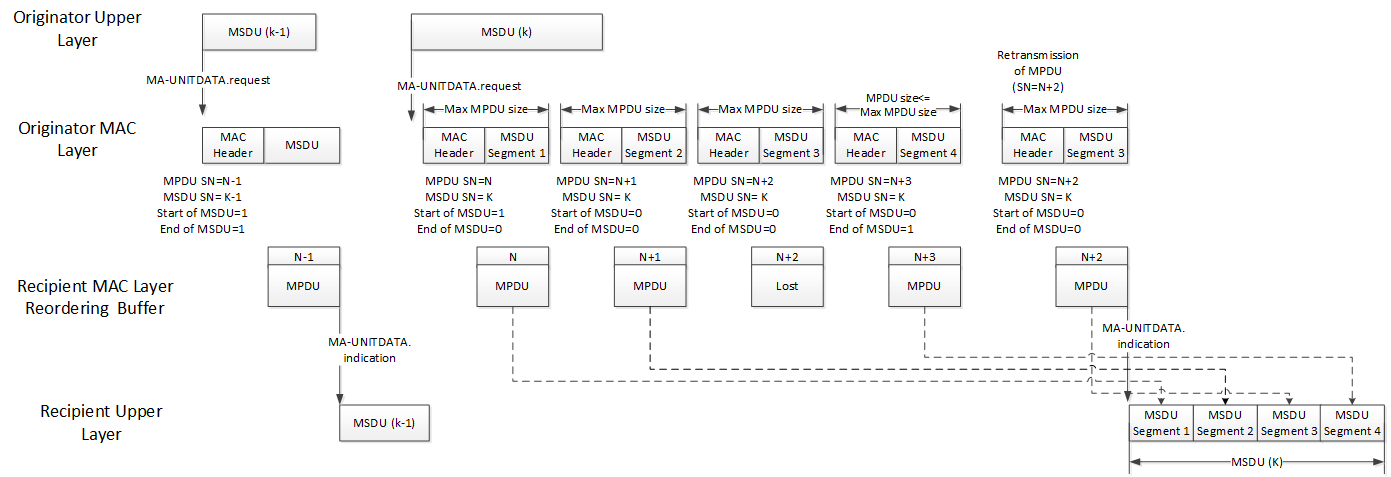 Originator Upper
Layer
MSDU (k-1)
MSDU (k)
MA-UNITDATA.request
MA-UNITDATA.request
Retransmission
of MPDU
(SN=N+2)
Max MPDU size
Max MPDU size
Max MPDU size
MPDU size<=
Max MPDU size
Max MPDU size
Originator MAC
Layer
MAC
Header
MSDU
MAC
Header
MSDU
Segment 1
MAC
Header
MSDU
Segment 2
MAC
Header
MSDU
Segment 3
MAC
Header
MSDU
Segment 4
MAC
Header
MSDU
Segment 3
MPDU SN=N-1
MSDU SN= K-1
Start of MSDU=1
End of MSDU=1
MPDU SN=N
MSDU SN= K
Start of MSDU=1
End of MSDU=0
MPDU SN=N+1
MSDU SN= K
Start of MSDU=0
End of MSDU=0
MPDU SN=N+2
MSDU SN= K
Start of MSDU=0
End of MSDU=0
MPDU SN=N+3
MSDU SN= K
Start of MSDU=0
End of MSDU=1
MPDU SN=N+2
MSDU SN= K
Start of MSDU=0
End of MSDU=0
Recipient MAC Layer
Reordering Buffer
N-1
MPDU
N
MPDU
N+1
MPDU
N+2
Lost
N+3
MPDU
N+2
MPDU
MA-UNITDATA.
indication
MA-UNITDATA.
indication
Recipient Upper
Layer
MSDU (k-1)
MSDU
Segment 1
MSDU
Segment 2
MSDU
Segment 3
MSDU
Segment 4
MSDU (K)